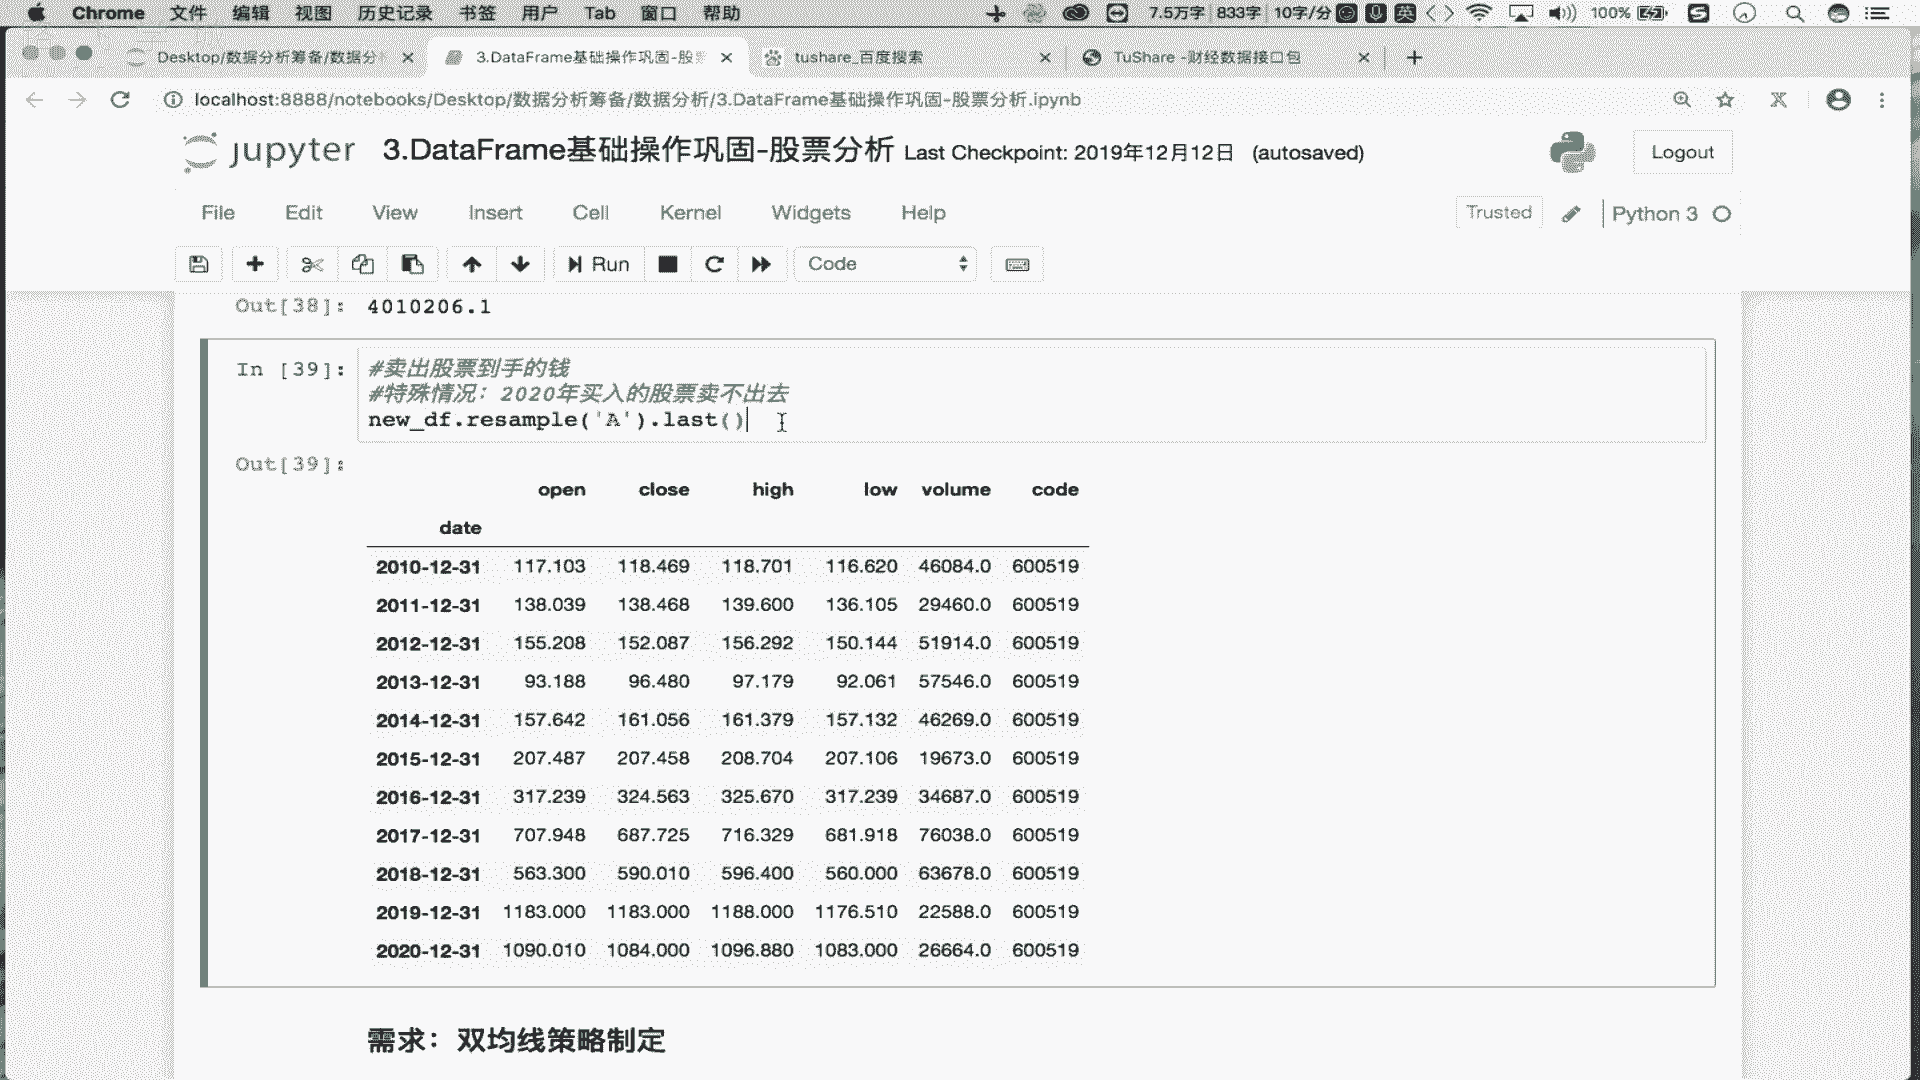 Chrome 文件 编辑 视图 历史记录 书签 用户 Tab 窗口 帮助 7.5万字 833字 10字/分 英 100%
Desktop/数据分析筹备/数据分 3.DataFrame基础操作巩固-股票 tushare_百度搜索 TuShare -财经数据接口包
localhost:8888/notebooks/Desktop/数据分析筹备/数据分析/3.DataFrame基础操作巩固-股票分析.ipynb
jupyter 3.DataFrame基础操作巩固-股票分析 Last Checkpoint: 2019年12月12日 (autosaved) Logout
File Edit View Insert Cell Kernel Widgets Help Trusted Python 3
Run Code
Out[38]: 4010206.1
In [39]: #卖出股票到手的钱
#特殊情况：2020年买入的股票卖不出去
new_df.resample('A').last()
Out[39]:
open close high low volume code
date
2010-12-31 117.103 118.469 118.701 116.620 46084.0 600519
2011-12-31 138.039 138.468 139.600 136.105 29460.0 600519
2012-12-31 155.208 152.087 156.292 150.144 51914.0 600519
2013-12-31 93.188 96.480 97.179 92.061 57546.0 600519
2014-12-31 157.642 161.056 161.379 157.132 46269.0 600519
2015-12-31 207.487 207.458 208.704 207.106 19673.0 600519
2016-12-31 317.239 324.563 325.670 317.239 34687.0 600519
2017-12-31 707.948 687.725 716.329 681.918 76038.0 600519
2018-12-31 563.300 590.010 596.400 560.000 63678.0 600519
2019-12-31 1183.000 1183.000 1188.000 1176.510 22588.0 600519
2020-12-31 1090.010 1084.000 1096.880 1083.000 26664.0 600519
需求：双均线策略制定